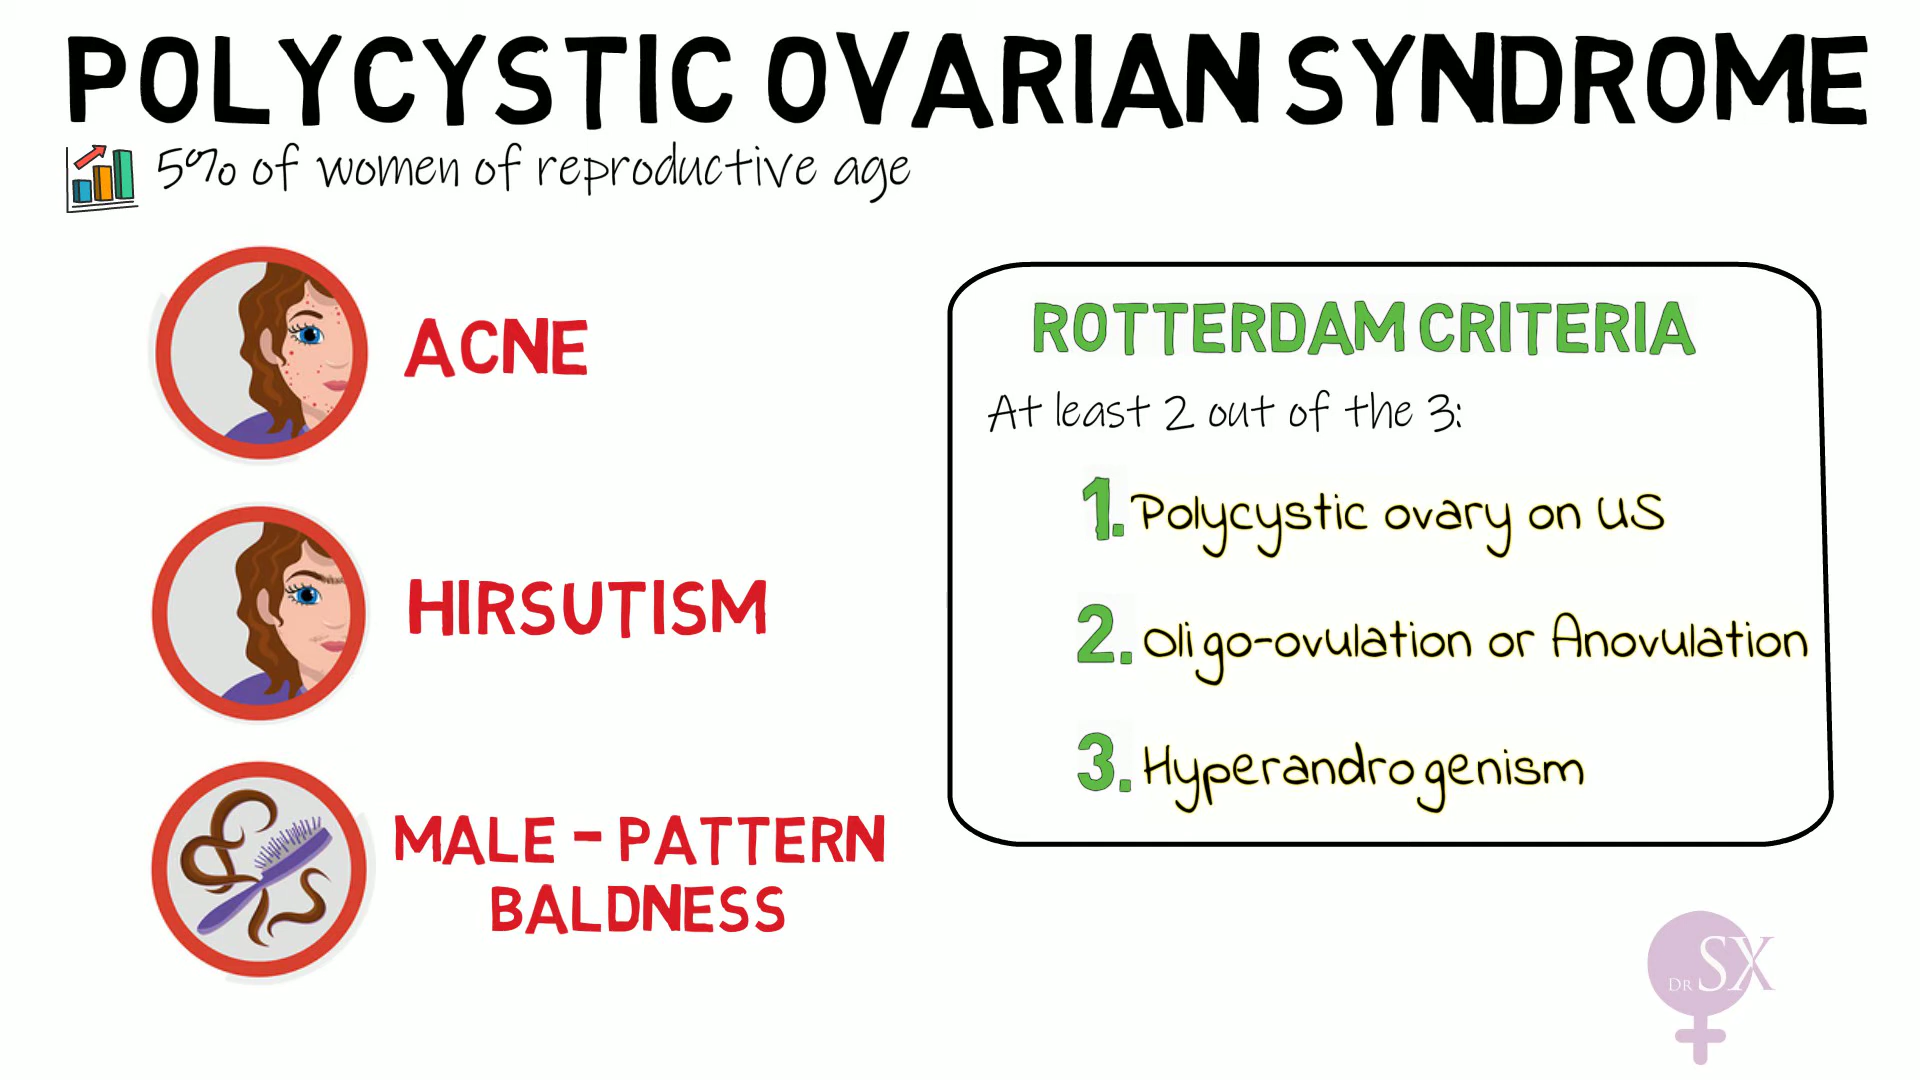 POLYCYSTIC OVARIAN SYNDROME
5% of women of reproductive age
ACNE
HIRSUTISM
MALE - PATTERN
BALDNESS
ROTTERDAM CRITERIA
At least 2 out of the 3:
1. Polycystic ovary on US
2. Oligo-ovulation or Anovulation
3. Hyperandrogenism
DR SX